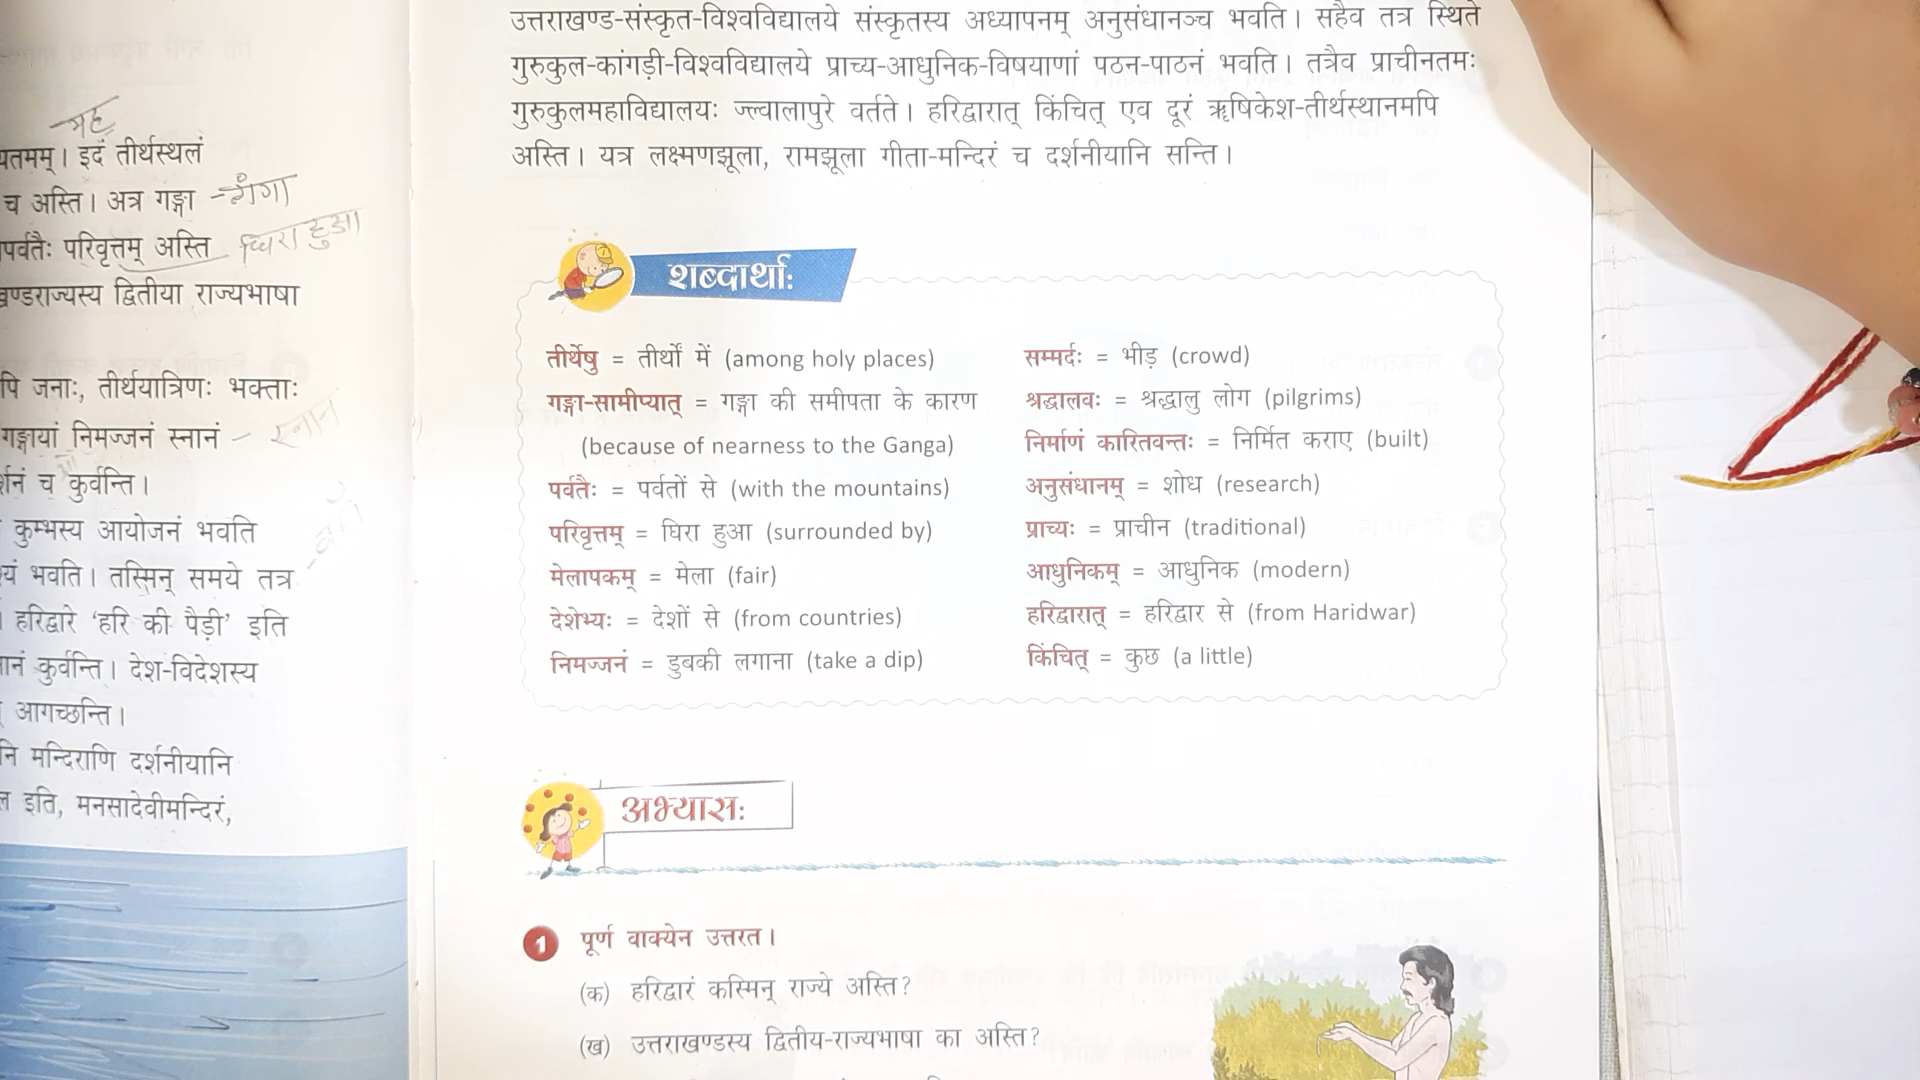 यतमम्। इदं तीर्थस्थलं
च अस्ति। अत्र गङ्गा - गंगा
पर्वतैः परिवृत्तम् अस्ति घिरा हुआ
खण्डराज्यस्य द्वितीया राज्यभाषा
पि जनाः, तीर्थयात्रिणः भक्ताः
गङ्गायां निमज्जनं स्नानं - स्नान
र्शनं च कुर्वन्ति।
कुम्भस्य आयोजनं भवति
यं भवति। तस्मिन् समये तत्र
हरिद्वारे ‘हरि की पैड़ी’ इति
नानं कुर्वन्ति। देश-विदेशस्य
आगच्छन्ति।
नि मन्दिराणि दर्शनीयानि
ल इति, मनसादेवीमन्दिरं,
उत्तराखण्ड-संस्कृत-विश्वविद्यालये संस्कृतस्य अध्यापनम् अनुसंधानञ्च भवति। सहैव तत्र स्थिते
गुरुकुल-कांगड़ी-विश्वविद्यालये प्राच्य-आधुनिक-विषयाणां पठन-पाठनं भवति। तत्रैव प्राचीनतमः
गुरुकुलमहाविद्यालयः ज्वालापुरे वर्तते। हरिद्वारात् किंचित् एव दूरं ऋषिकेश-तीर्थस्थानमपि
अस्ति। यत्र लक्ष्मणझूला, रामझूला गीता-मन्दिरं च दर्शनीयानि सन्ति।
शब्दार्थाः
तीर्थेषु = तीर्थों में (among holy places)
गङ्गा-सामीप्यात् = गङ्गा की समीपता के कारण
(because of nearness to the Ganga)
पर्वतैः = पर्वतों से (with the mountains)
परिवृत्तम् = घिरा हुआ (surrounded by)
मेलापकम् = मेला (fair)
देशेभ्यः = देशों से (from countries)
निमज्जनं = डुबकी लगाना (take a dip)
सम्मर्दः = भीड़ (crowd)
श्रद्धालवः = श्रद्धालु लोग (pilgrims)
निर्माणं कारितवन्तः = निर्मित कराए (built)
अनुसंधानम् = शोध (research)
प्राच्यः = प्राचीन (traditional)
आधुनिकम् = आधुनिक (modern)
हरिद्वारात् = हरिद्वार से (from Haridwar)
किंचित् = कुछ (a little)
अभ्यासः
1 पूर्ण वाक्येन उत्तरत।
(क) हरिद्वारं कस्मिन् राज्ये अस्ति?
(ख) उत्तराखण्डस्य द्वितीय-राज्यभाषा का अस्ति?